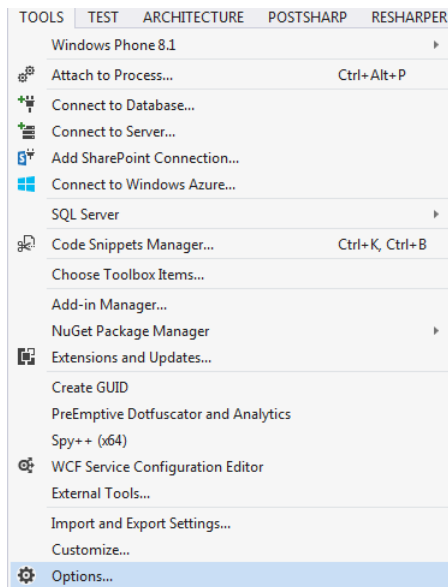 TOOLS TEST ARCHITECTURE POSTSHARP RESHARPER
Windows Phone 8.1
Attach to Process... Ctrl+Alt+P
Connect to Database...
Connect to Server...
Add SharePoint Connection...
Connect to Windows Azure...
SQL Server
Code Snippets Manager... Ctrl+K, Ctrl+B
Choose Toolbox Items...
Add-in Manager...
NuGet Package Manager
Extensions and Updates...
Create GUID
PreEmptive Dotfuscator and Analytics
Spy++ (x64)
WCF Service Configuration Editor
External Tools...
Import and Export Settings...
Customize...
Options...